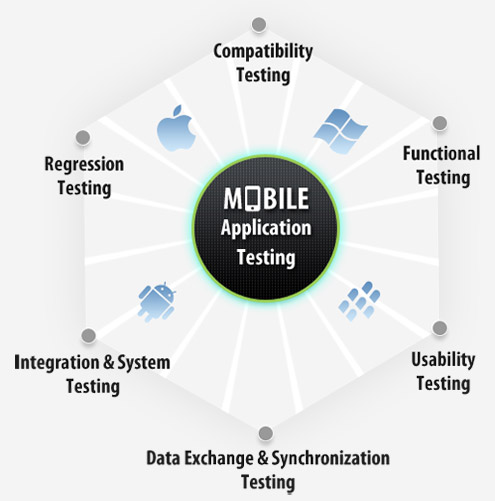 Compatibility
Testing
Regression
Testing
Functional
Testing
MOBILE
Application
Testing
Integration & System
Testing
Usability
Testing
Data Exchange & Synchronization
Testing